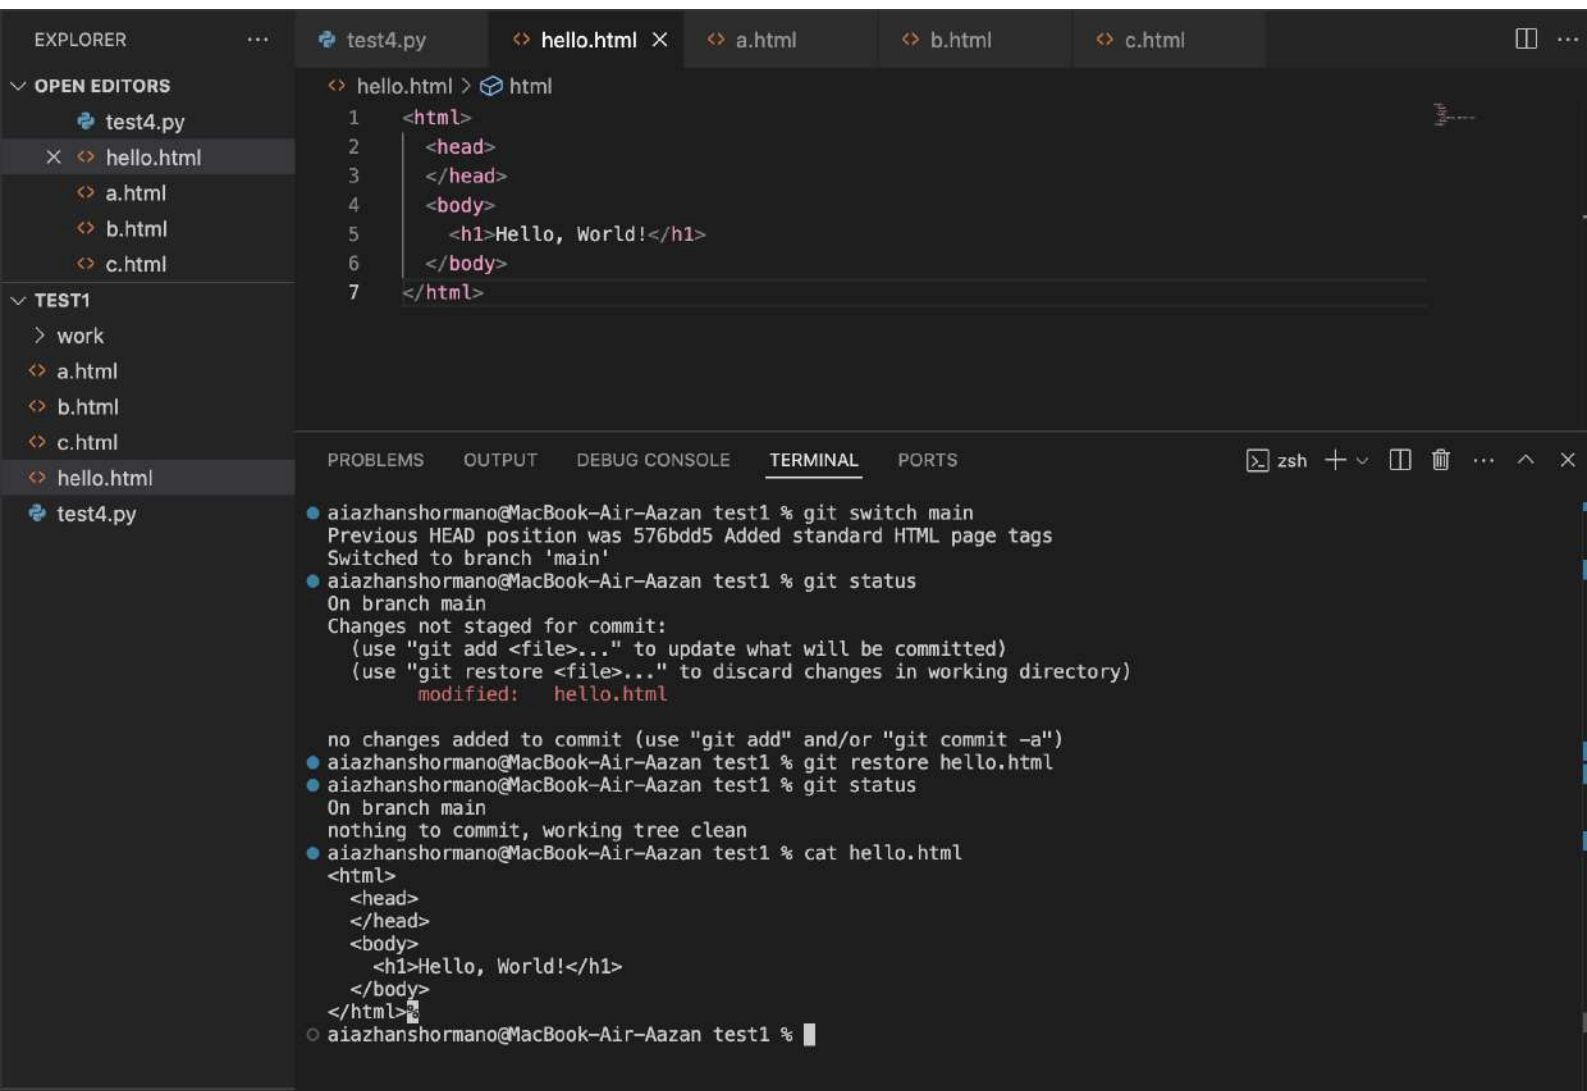 EXPLORER ...
OPEN EDITORS
test4.py
hello.html
a.html
b.html
c.html
TEST1
work
a.html
b.html
c.html
hello.html
test4.py
test4.py hello.html a.html b.html c.html ...
hello.html > html
1 <html>
2 <head>
3 </head>
4 <body>
5 <h1>Hello, World!</h1>
6 </body>
7 </html>
PROBLEMS OUTPUT DEBUG CONSOLE TERMINAL PORTS zsh ...
aiazhanshormano@MacBook-Air-Aazan test1 % git switch main
Previous HEAD position was 576bdd5 Added standard HTML page tags
Switched to branch 'main'
aiazhanshormano@MacBook-Air-Aazan test1 % git status
On branch main
Changes not staged for commit:
(use "git add <file>..." to update what will be committed)
(use "git restore <file>..." to discard changes in working directory)
modified: hello.html
no changes added to commit (use "git add" and/or "git commit -a")
aiazhanshormano@MacBook-Air-Aazan test1 % git restore hello.html
aiazhanshormano@MacBook-Air-Aazan test1 % git status
On branch main
nothing to commit, working tree clean
aiazhanshormano@MacBook-Air-Aazan test1 % cat hello.html
<html>
<head>
</head>
<body>
<h1>Hello, World!</h1>
</body>
</html>%
aiazhanshormano@MacBook-Air-Aazan test1 %